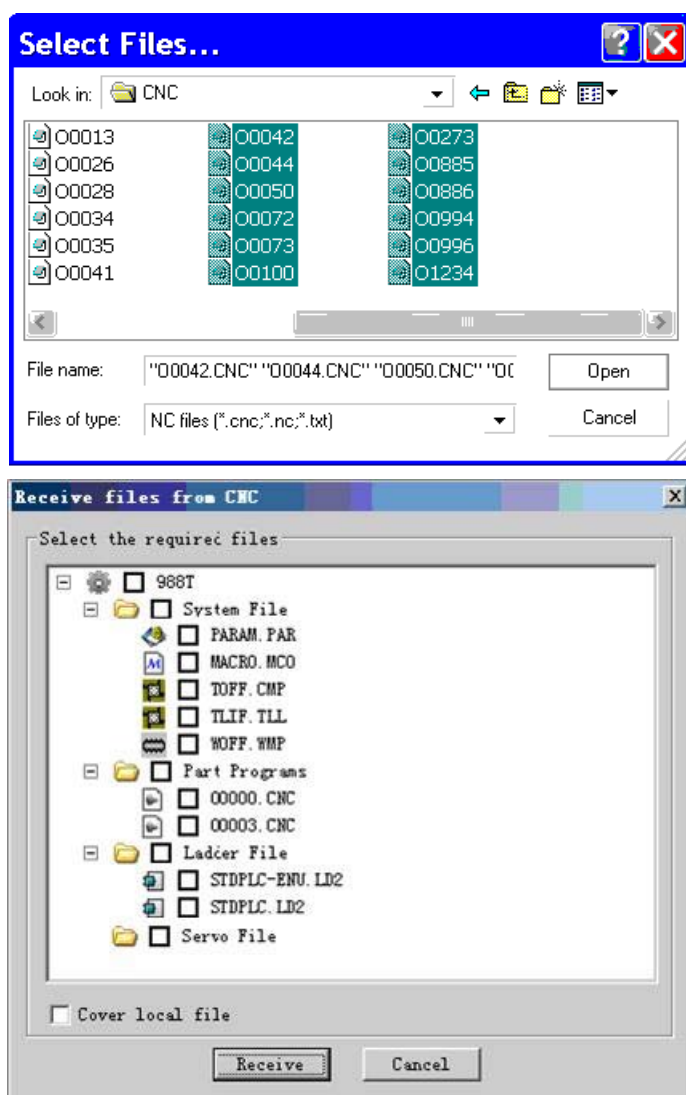 Select Files...
Look in: CNC
O0013 O0042 O0273
O0026 O0044 O0885
O0028 O0050 O0886
O0034 O0072 O0994
O0035 O0073 O0996
O0041 O0100 O1234
File name: "O0042.CNC" "O0044.CNC" "O0050.CNC" "O( Open
Files of type: NC files (*.cnc;*.nc;*.txt) Cancel
Receive files from CNC
Select the required files
988T
System File
PARAM.PAR
MACRO.MCO
TOFF.CMP
TLIF.TLL
WOFF.WMP
Part Programs
O0000.CNC
O0003.CNC
Ladder File
STDPLC-ENU.LD2
STDPLC.LD2
Servo File
Cover local file
Receive Cancel